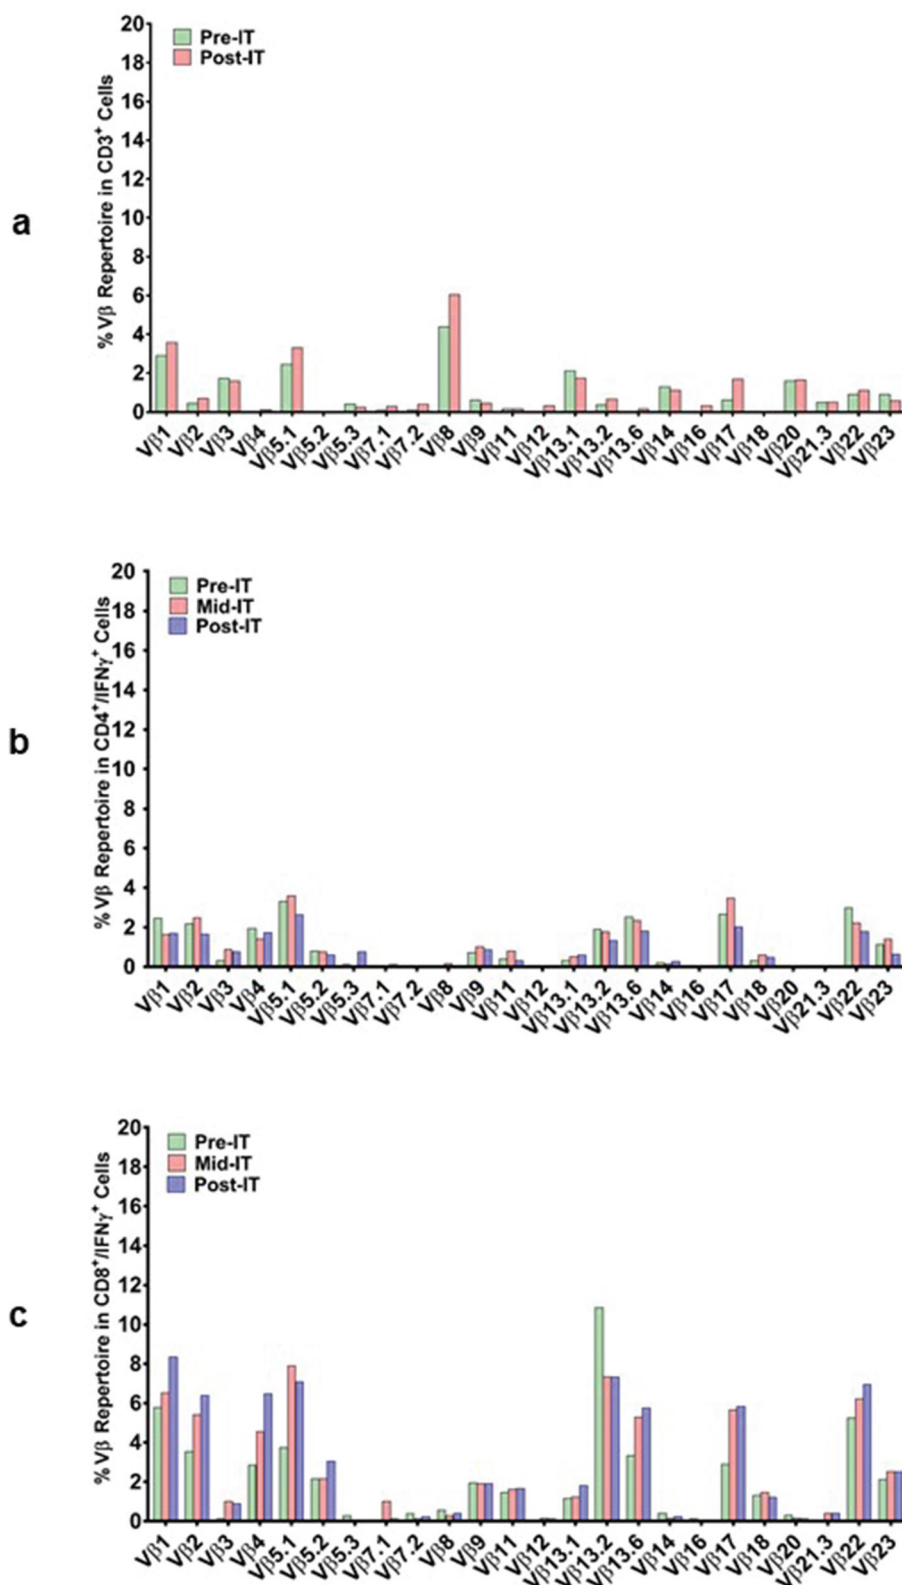 a
% Vβ Repertoire in CD3⁺ Cells
20
18
16
14
12
10
8
6
4
2
0
Pre-IT
Post-IT
Vβ1
Vβ2
Vβ3
Vβ4
Vβ5.1
Vβ5.2
Vβ5.3
Vβ7.1
Vβ7.2
Vβ8
Vβ9
Vβ11
Vβ12
Vβ13.1
Vβ13.2
Vβ13.6
Vβ14
Vβ16
Vβ17
Vβ18
Vβ20
Vβ21.3
Vβ22
Vβ23
b
% Vβ Repertoire in CD4⁺/IFNγ⁺ Cells
20
18
16
14
12
10
8
6
4
2
0
Pre-IT
Mid-IT
Post-IT
Vβ1
Vβ2
Vβ3
Vβ4
Vβ5.1
Vβ5.2
Vβ5.3
Vβ7.1
Vβ7.2
Vβ8
Vβ9
Vβ11
Vβ12
Vβ13.1
Vβ13.2
Vβ13.6
Vβ14
Vβ16
Vβ17
Vβ18
Vβ20
Vβ21.3
Vβ22
Vβ23
c
% Vβ Repertoire in CD8⁺/IFNγ⁺ Cells
20
18
16
14
12
10
8
6
4
2
0
Pre-IT
Mid-IT
Post-IT
Vβ1
Vβ2
Vβ3
Vβ4
Vβ5.1
Vβ5.2
Vβ5.3
Vβ7.1
Vβ7.2
Vβ8
Vβ9
Vβ11
Vβ12
Vβ13.1
Vβ13.2
Vβ13.6
Vβ14
Vβ16
Vβ17
Vβ18
Vβ20
Vβ21.3
Vβ22
Vβ23